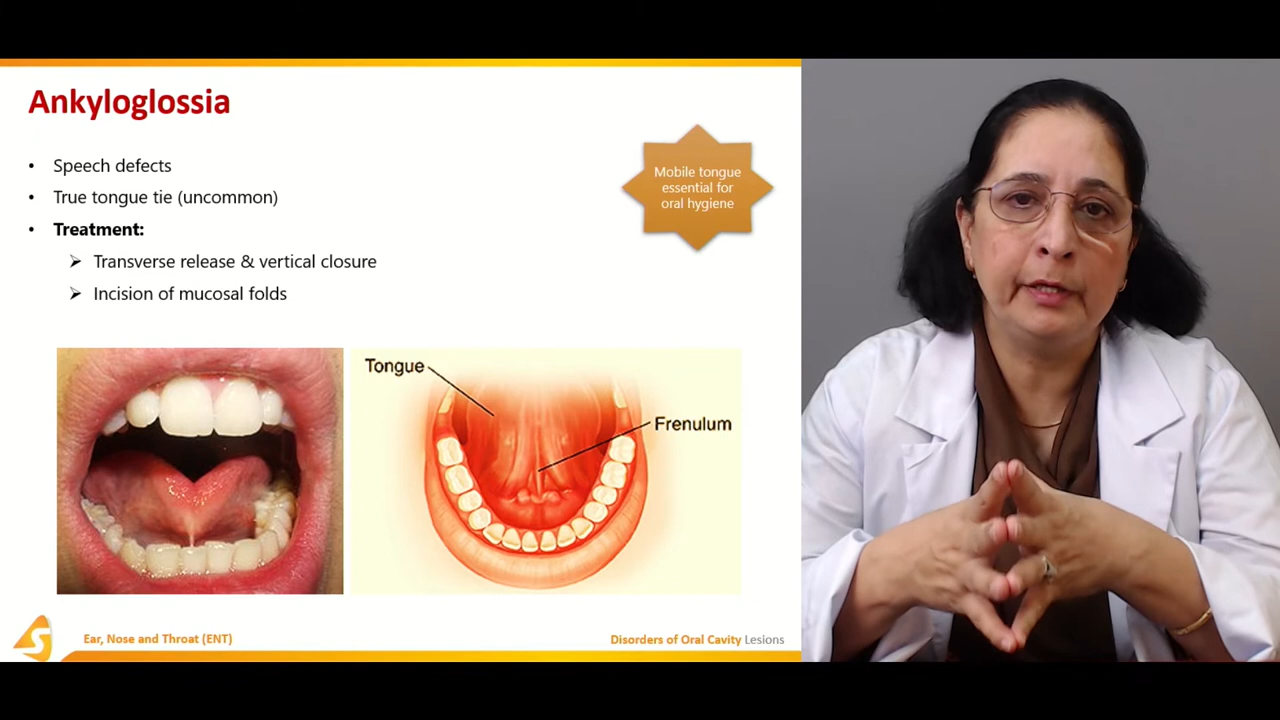 Ankyloglossia
• Speech defects
• True tongue tie (uncommon)
• Treatment:
➢ Transverse release & vertical closure
➢ Incision of mucosal folds
Mobile tongue
essential for
oral hygiene
Tongue
Frenulum
S
Ear, Nose and Throat (ENT)
Disorders of Oral Cavity Lesions